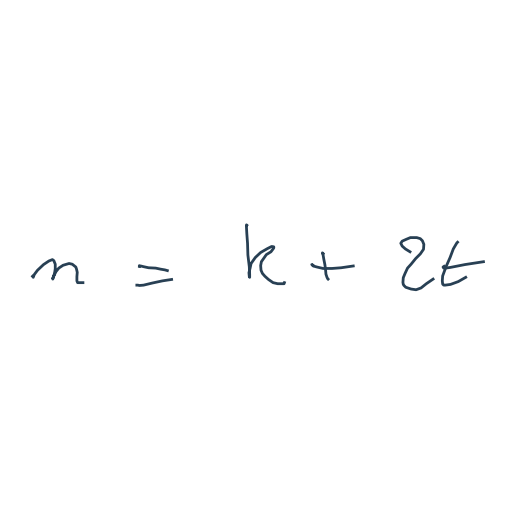 n = k + 2t